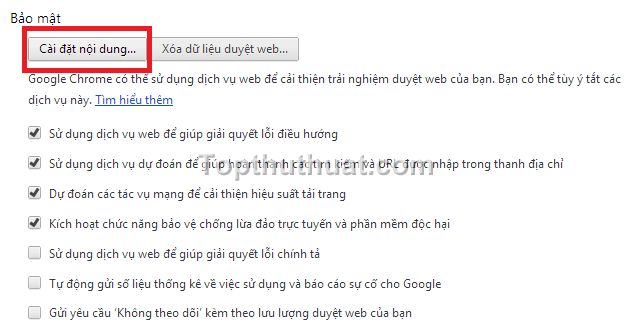 Bảo mật
Cài đặt nội dung... Xóa dữ liệu duyệt web...
Google Chrome có thể sử dụng dịch vụ web để cải thiện trải nghiệm duyệt web của bạn. Bạn có thể tùy ý tắt các
dịch vụ này. Tìm hiểu thêm
Sử dụng dịch vụ web để giúp giải quyết lỗi điều hướng
Sử dụng dịch vụ dự đoán để giúp hoàn thành các tìm kiếm và URL được nhập trong thanh địa chỉ
Topthuthuat.com
Dự đoán các tác vụ mạng để cải thiện hiệu suất tải trang
Kích hoạt chức năng bảo vệ chống lừa đảo trực tuyến và phần mềm độc hại
Sử dụng dịch vụ web để giúp giải quyết lỗi chính tả
Tự động gửi số liệu thống kê về việc sử dụng và báo cáo sự cố cho Google
Gửi yêu cầu 'Không theo dõi' kèm theo lưu lượng duyệt web của bạn